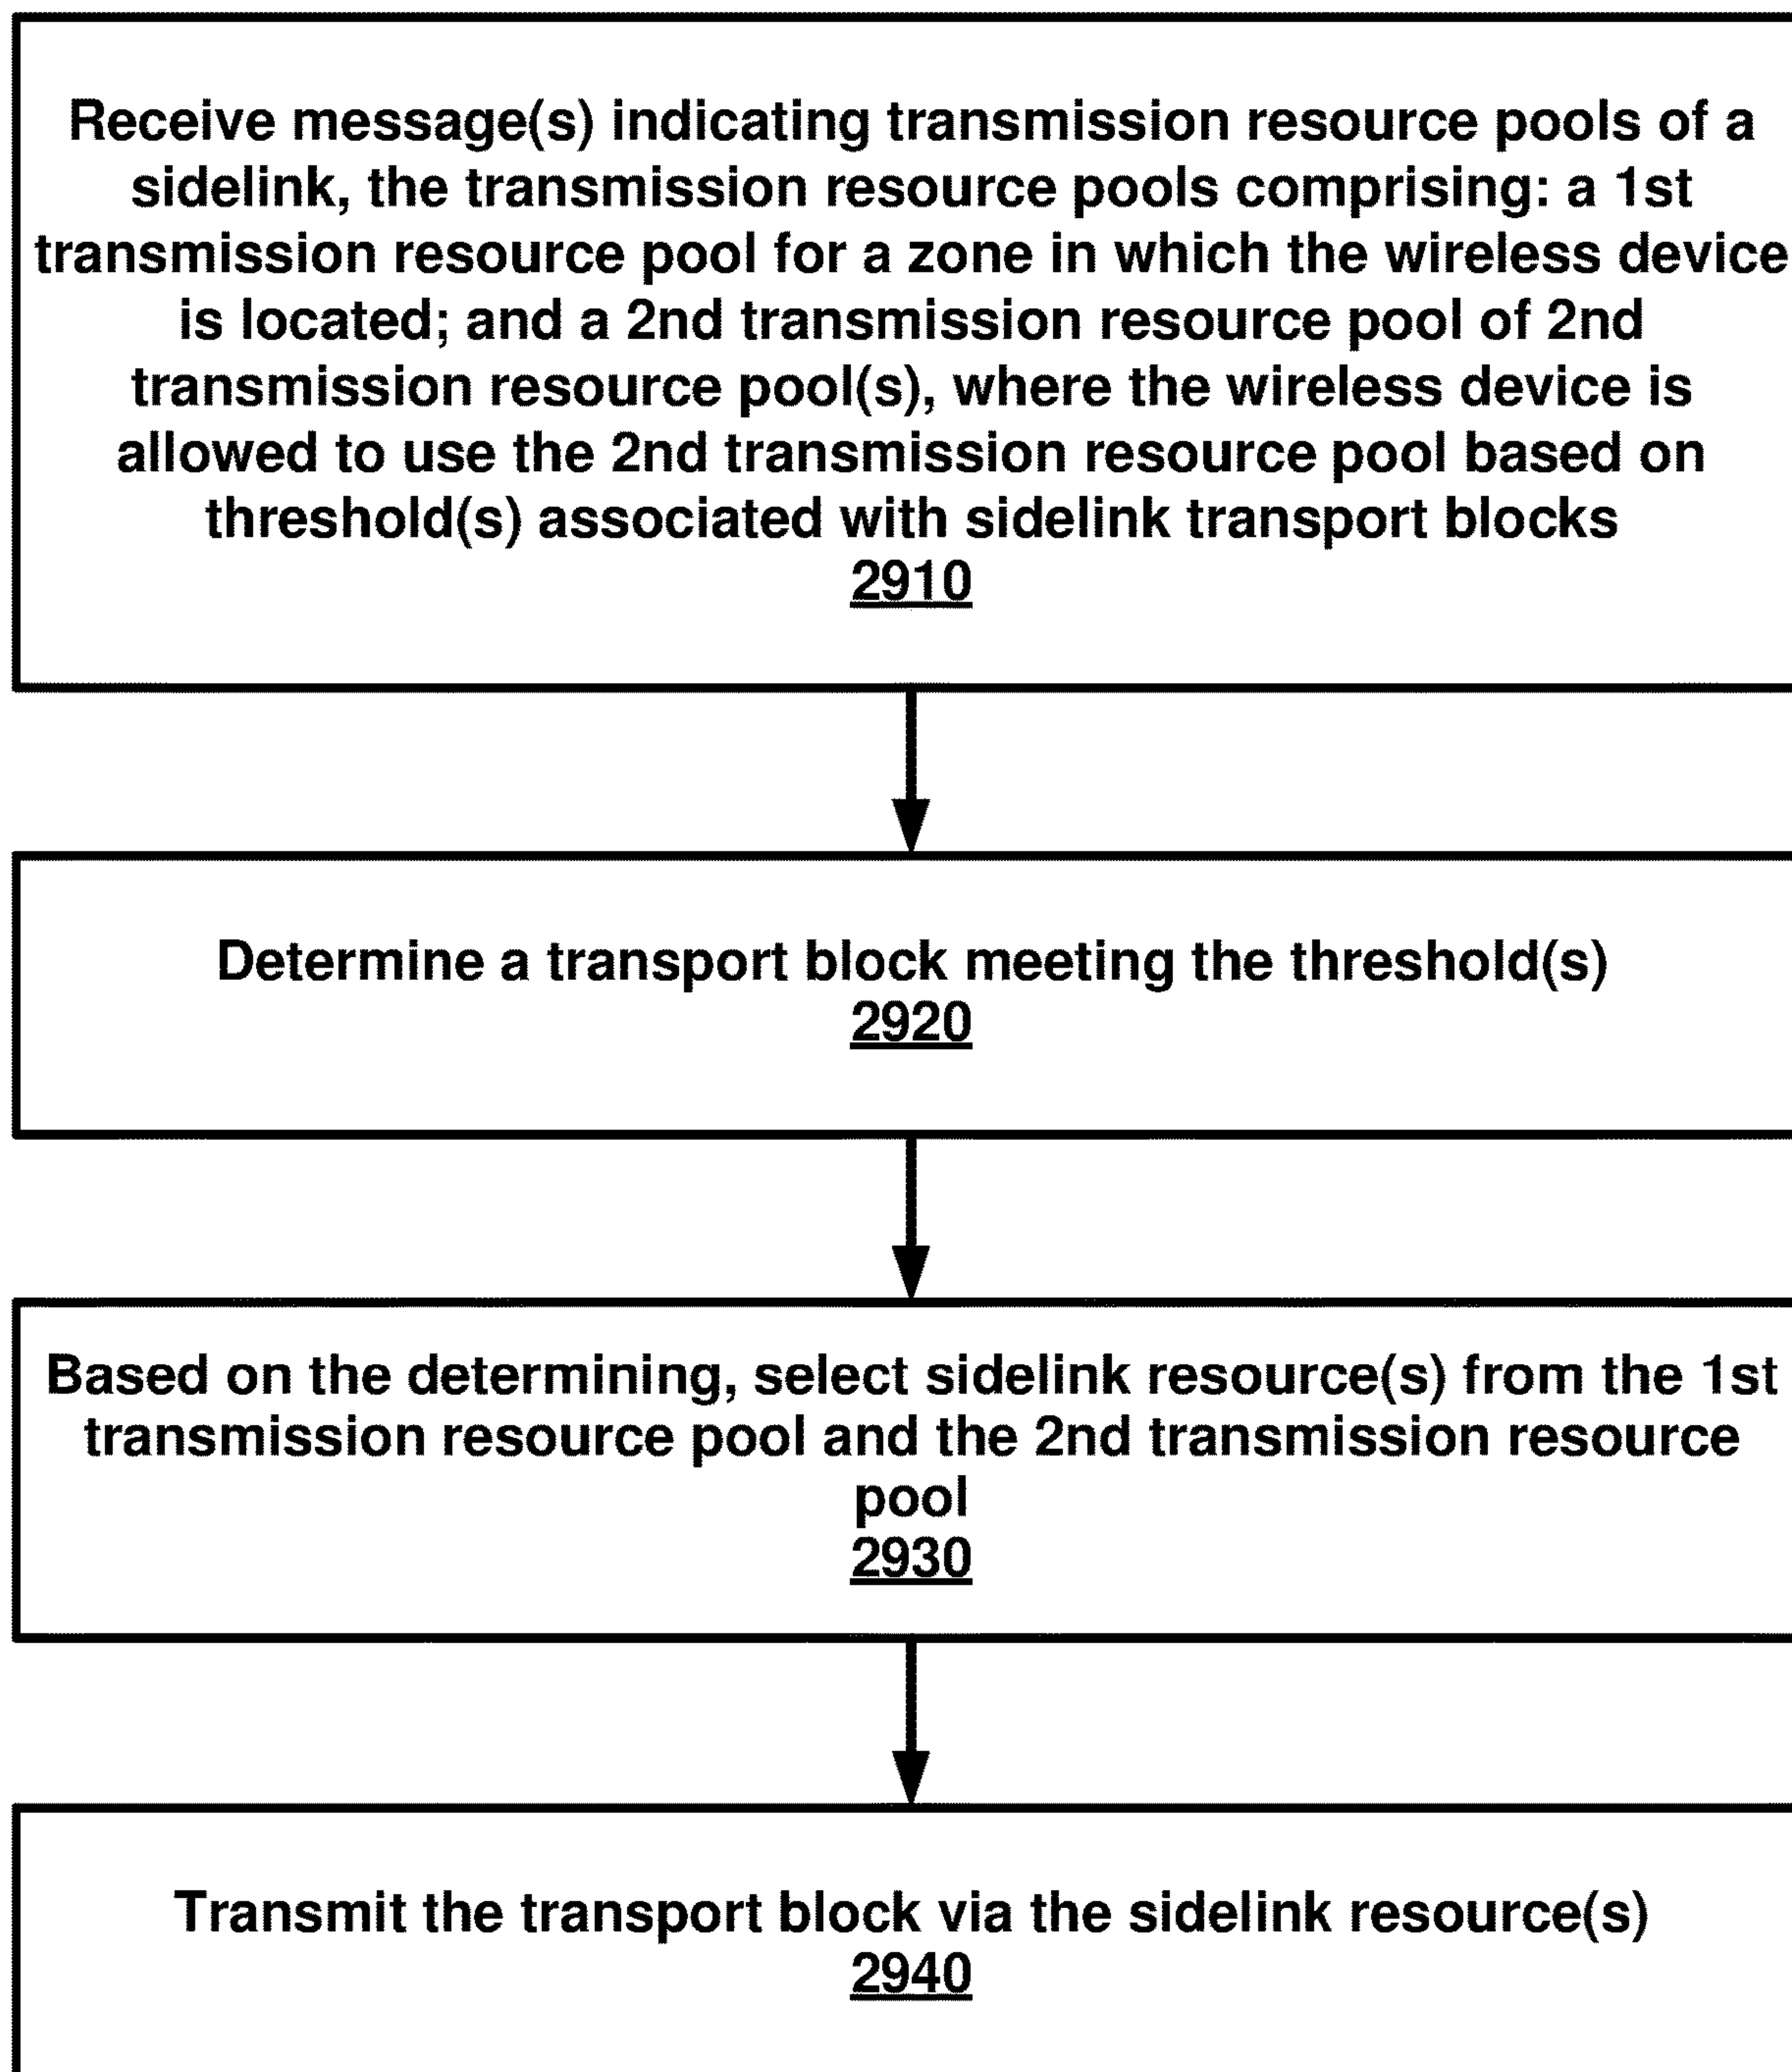 Receive message(s) indicating transmission resource pools of a
sidelink, the transmission resource pools comprising: a 1st
transmission resource pool for a zone in which the wireless device
is located; and a 2nd transmission resource pool of 2nd
transmission resource pool(s), where the wireless device is
allowed to use the 2nd transmission resource pool based on
threshold(s) associated with sidelink transport blocks
2910
Determine a transport block meeting the threshold(s)
2920
Based on the determining, select sidelink resource(s) from the 1st
transmission resource pool and the 2nd transmission resource
pool
2930
Transmit the transport block via the sidelink resource(s)
2940